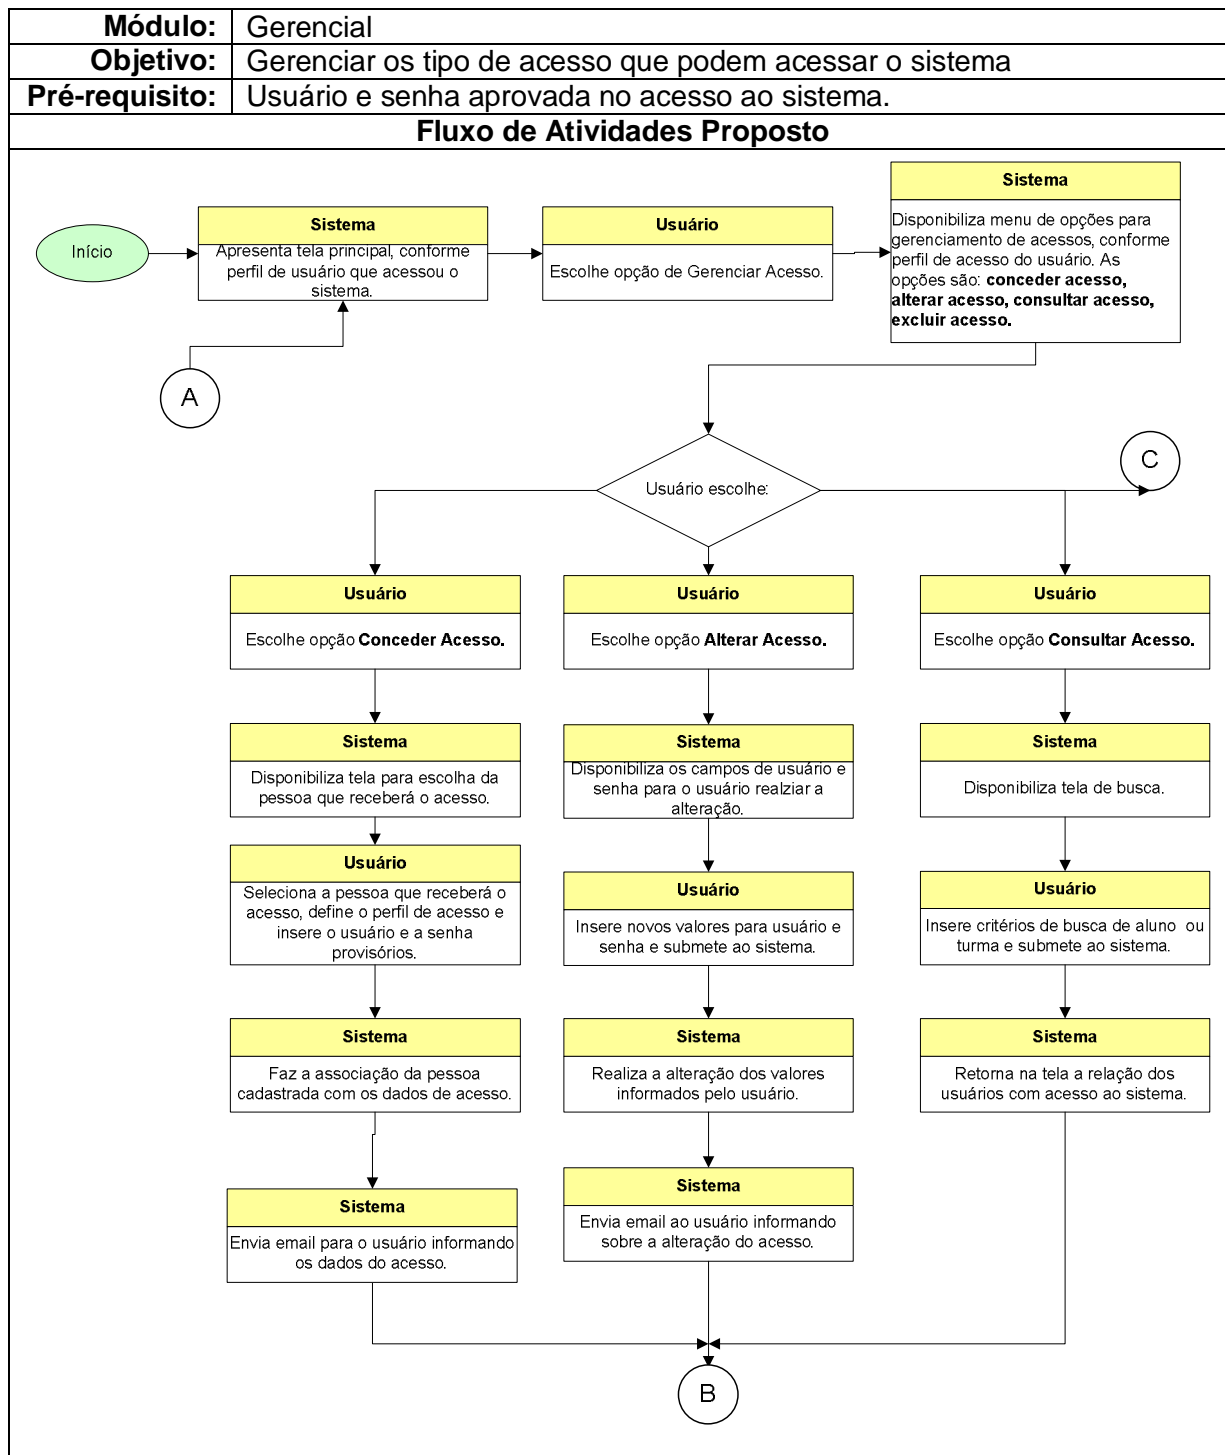 Módulo: Gerencial
Objetivo: Gerenciar os tipo de acesso que podem acessar o sistema
Pré-requisito: Usuário e senha aprovada no acesso ao sistema.
Fluxo de Atividades Proposto
Início
Sistema
Apresenta tela principal, conforme
perfil de usuário que acessou o
sistema.
Usuário
Escolhe opção de Gerenciar Acesso.
Sistema
Disponibiliza menu de opções para
gerenciamento de acessos, conforme
perfil de acesso do usuário. As
opções são: conceder acesso,
alterar acesso, consultar acesso,
excluir acesso.
A
Usuário escolhe:
C
Usuário
Escolhe opção Conceder Acesso.
Sistema
Disponibiliza tela para escolha da
pessoa que receberá o acesso.
Usuário
Seleciona a pessoa que receberá o
acesso, define o perfil de acesso e
insere o usuário e a senha
provisórios.
Sistema
Faz a associação da pessoa
cadastrada com os dados de acesso.
Sistema
Envia email para o usuário informando
os dados do acesso.
Usuário
Escolhe opção Alterar Acesso.
Sistema
Disponibiliza os campos de usuário e
senha para o usuário realziar a
alteração.
Usuário
Insere novos valores para usuário e
senha e submete ao sistema.
Sistema
Realiza a alteração dos valores
informados pelo usuário.
Sistema
Envia email ao usuário informando
sobre a alteração do acesso.
Usuário
Escolhe opção Consultar Acesso.
Sistema
Disponibiliza tela de busca.
Usuário
Insere critérios de busca de aluno ou
turma e submete ao sistema.
Sistema
Retorna na tela a relação dos
usuários com acesso ao sistema.
B